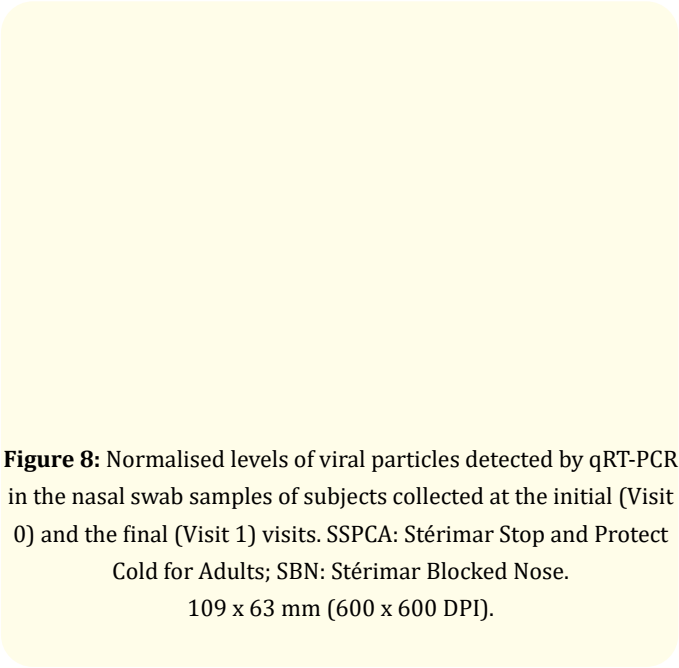 Figure 8: Normalised levels of viral particles detected by qRT-PCR
in the nasal swab samples of subjects collected at the initial (Visit
0) and the final (Visit 1) visits. SSPCA: Stérimar Stop and Protect
Cold for Adults; SBN: Stérimar Blocked Nose.
109 x 63 mm (600 x 600 DPI).